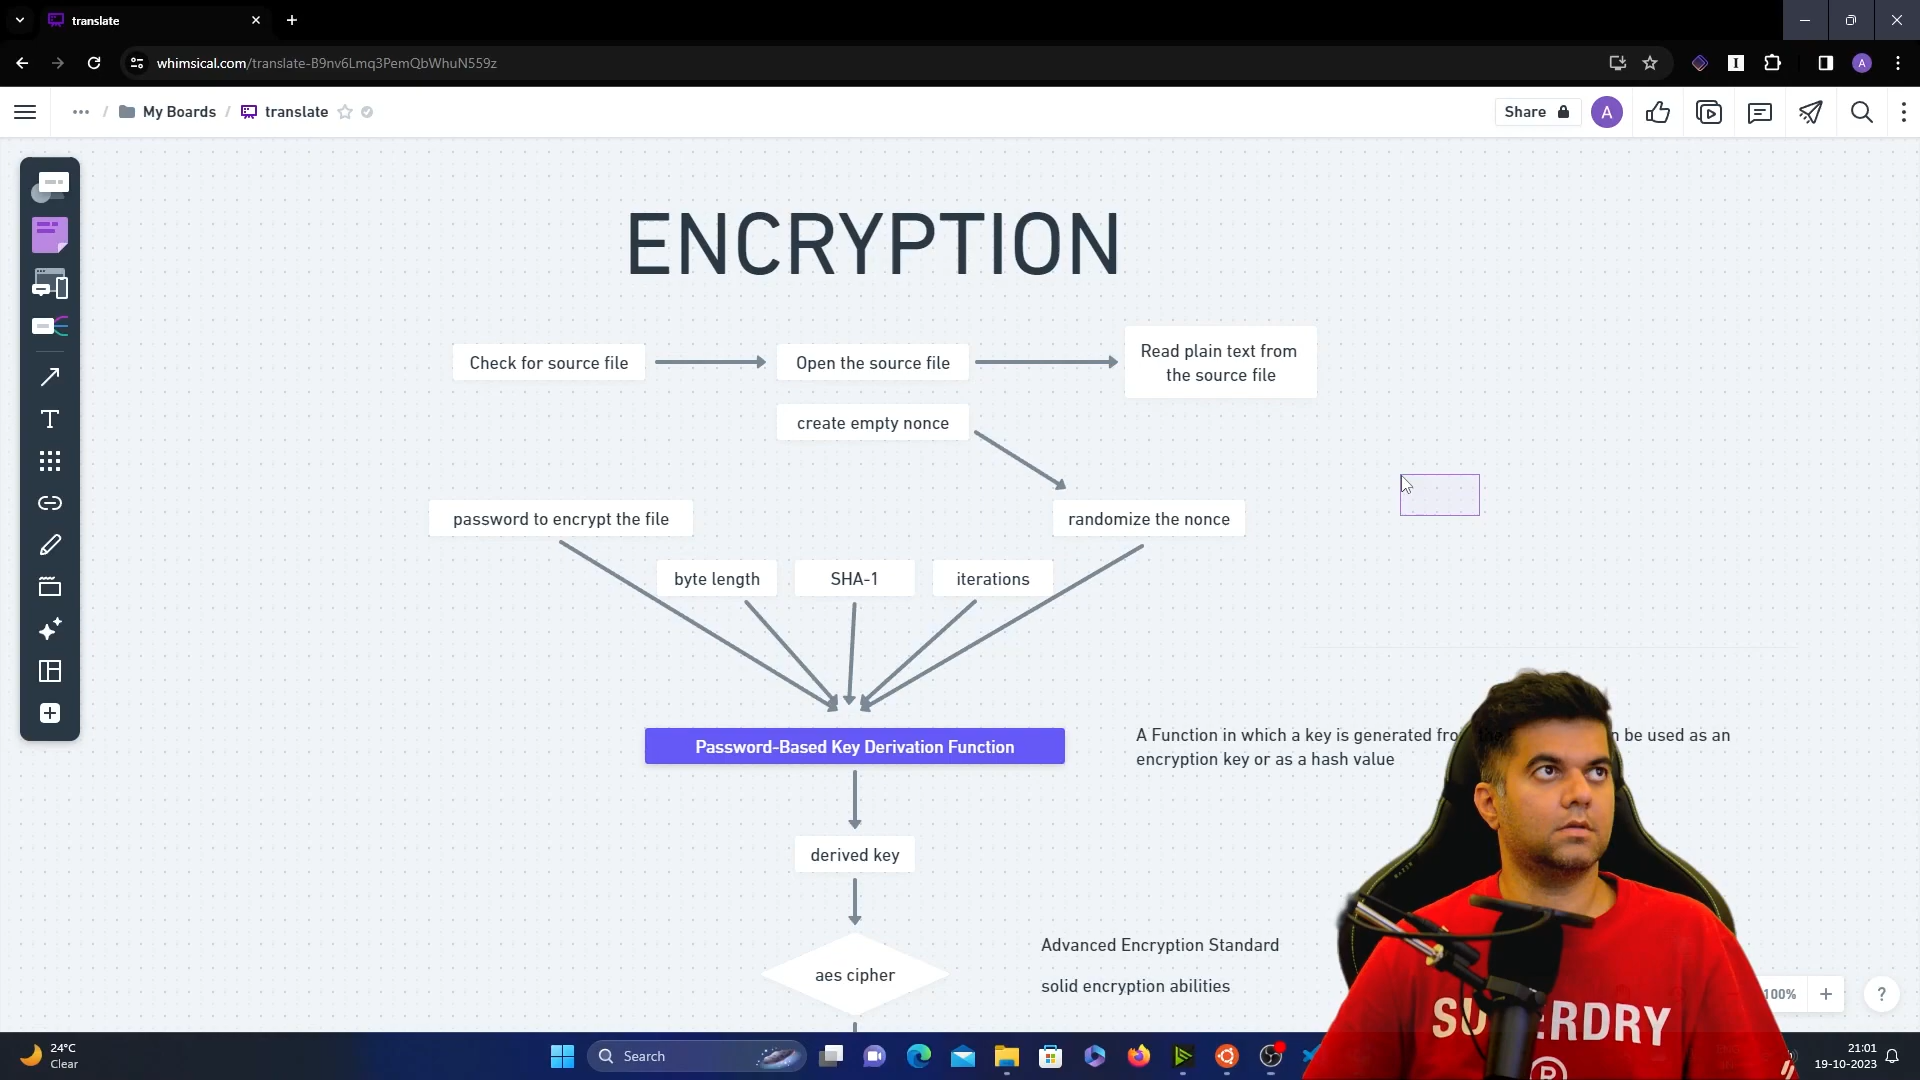 translate
whimsical.com/translate-B9nv6Lmq3PemQbWhuN559z
A
My Boards / translate
Share
A
ENCRYPTION
Check for source file
Open the source file
Read plain text from
the source file
create empty nonce
password to encrypt the file
randomize the nonce
byte length
SHA-1
iterations
Password-Based Key Derivation Function
A Function in which a key is generated be used as an
encryption key or as a hash value
derived key
aes cipher
Advanced Encryption Standard
solid encryption abilities
100%
SUPERDRY
24°C
Clear
Search
21:01
19-10-2023